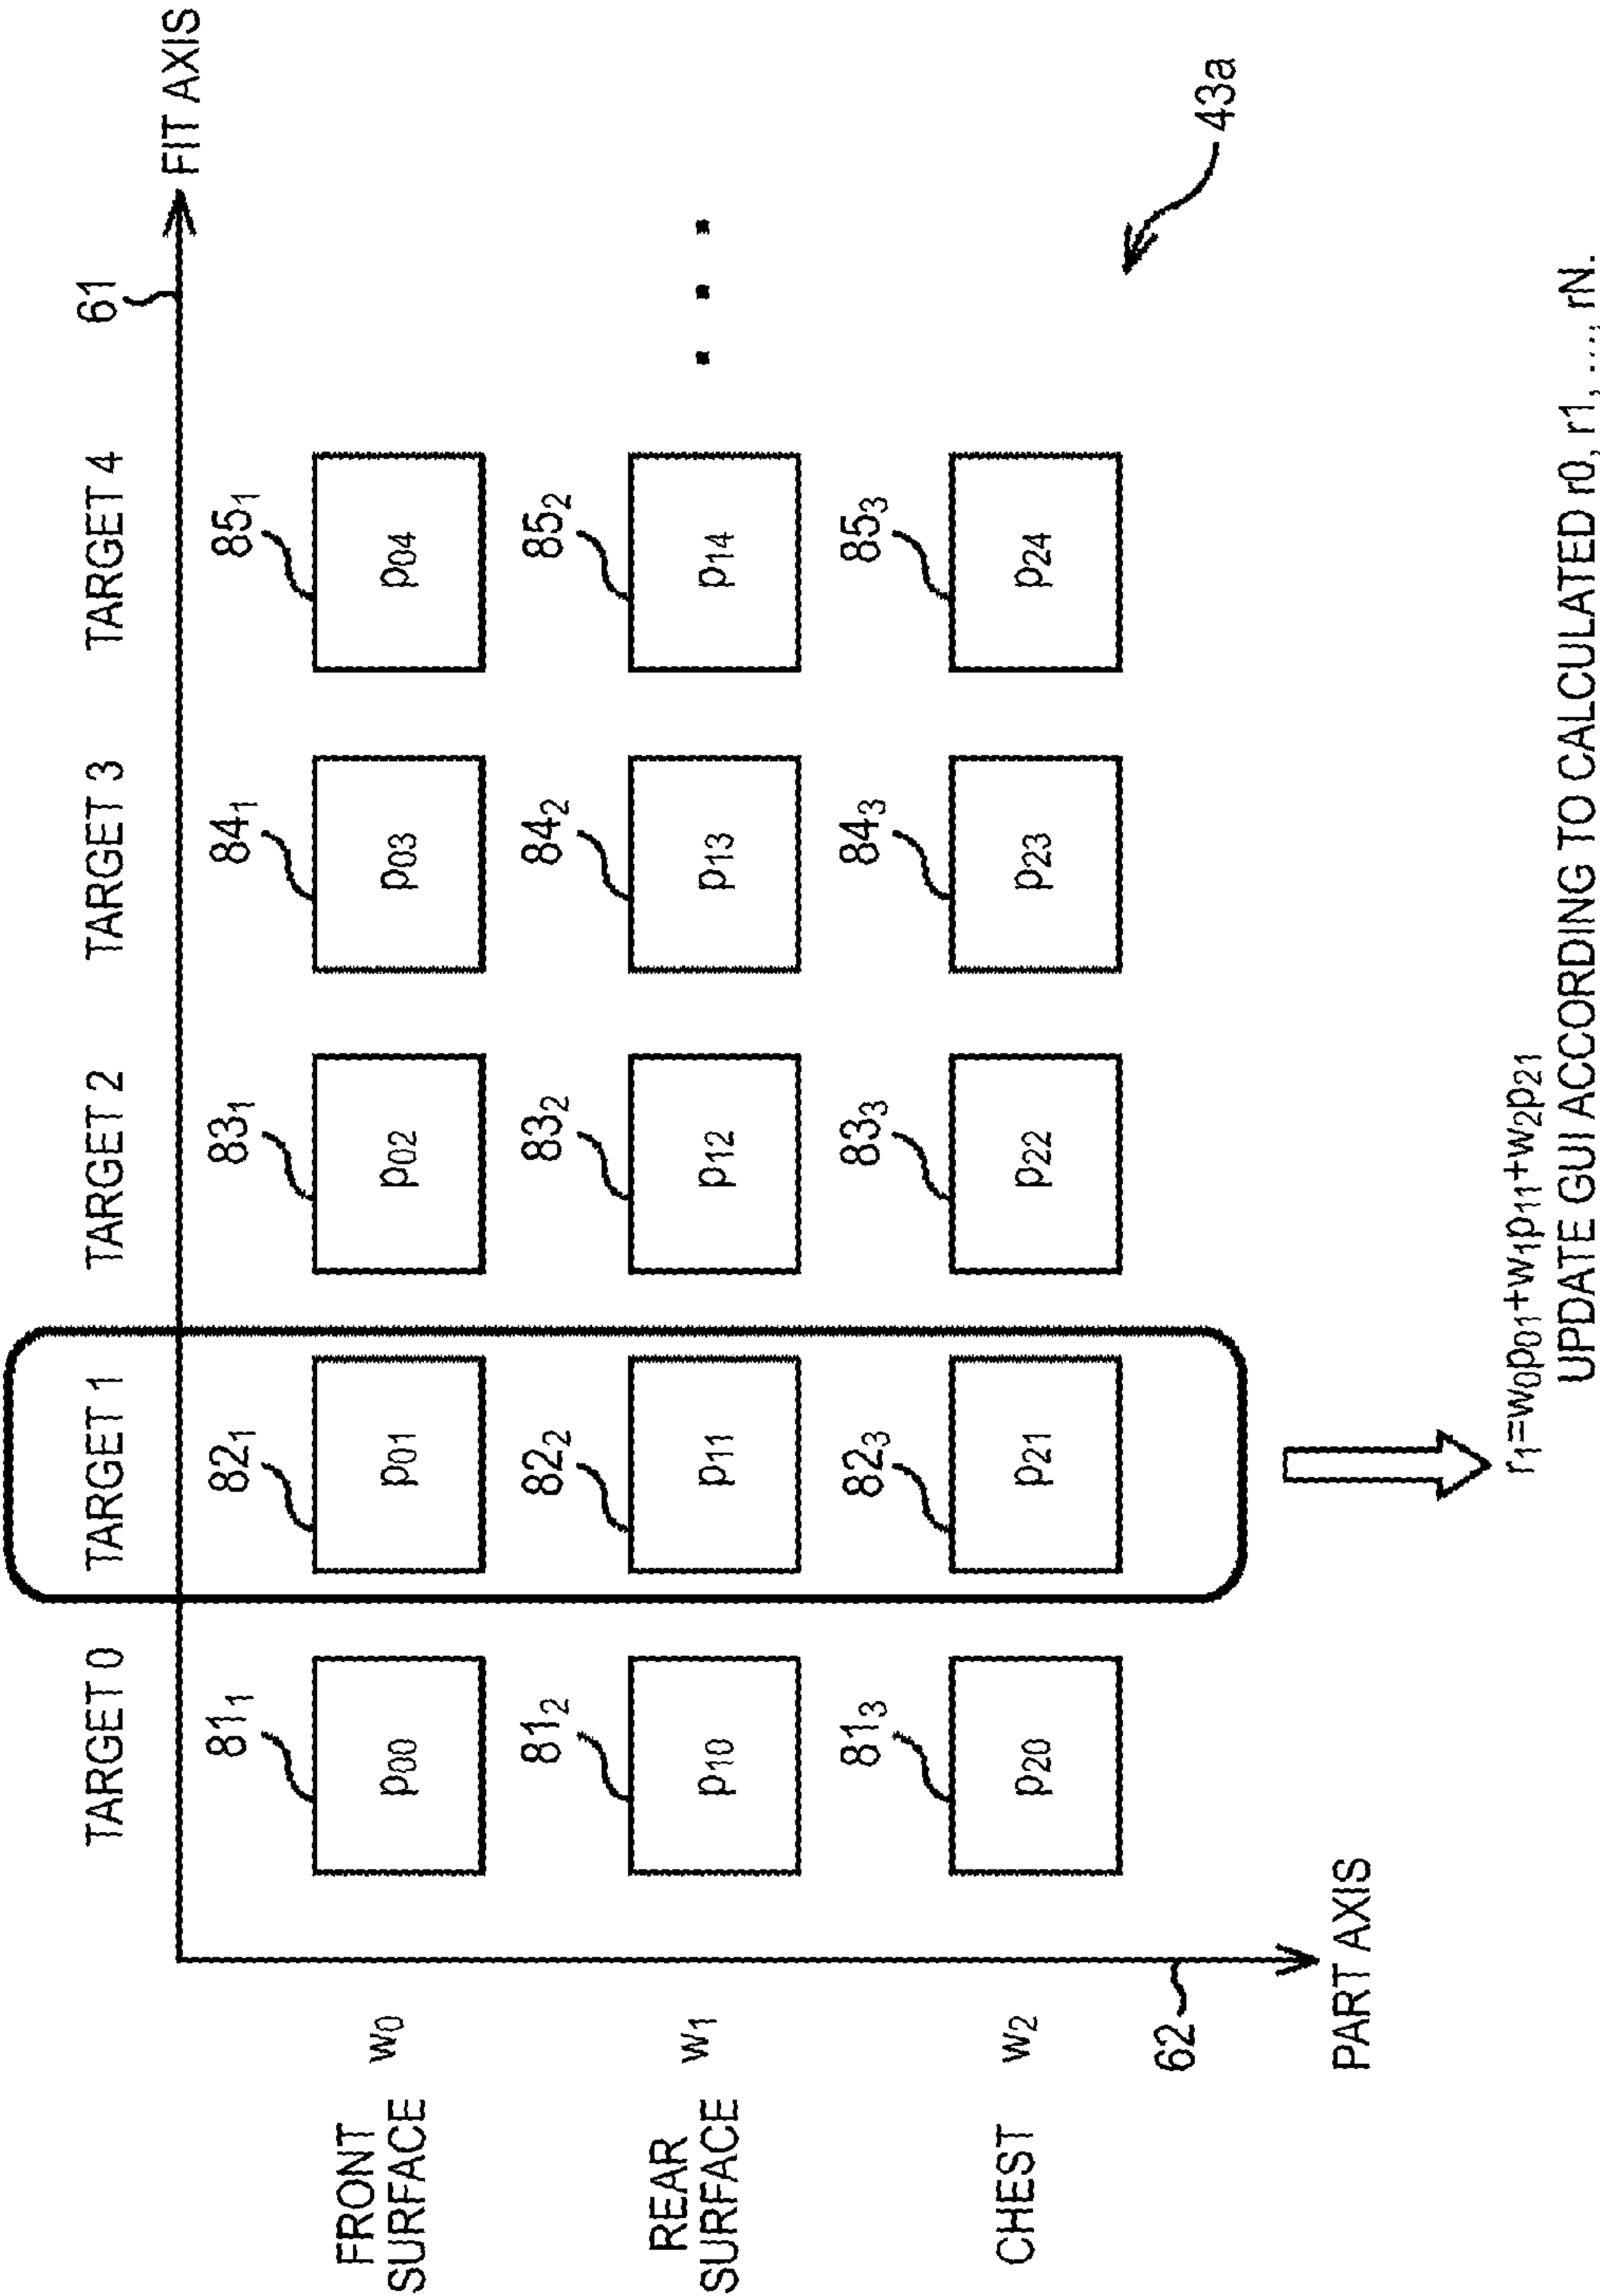 TARGET 0 TARGET 1 TARGET 2 TARGET 3 TARGET 4 61
FIT AXIS
81₁ 82₁ 83₁ 84₁ 85₁
FRONT
SURFACE
w₀ p₀₀ p₀₁ p₀₂ p₀₃ p₀₄
81₂ 82₂ 83₂ 84₂ 85₂
REAR
SURFACE
w₁ p₁₀ p₁₁ p₁₂ p₁₃ p₁₄ . . .
81₃ 82₃ 83₃ 84₃ 85₃
CHEST w₂ p₂₀ p₂₁ p₂₂ p₂₃ p₂₄
62
43a
PART AXIS
r₁=w₀p₀₁+w₁p₁₁+w₂p₂₁
UPDATE GUI ACCORDING TO CALCULATED r0, r1, ..., rN.